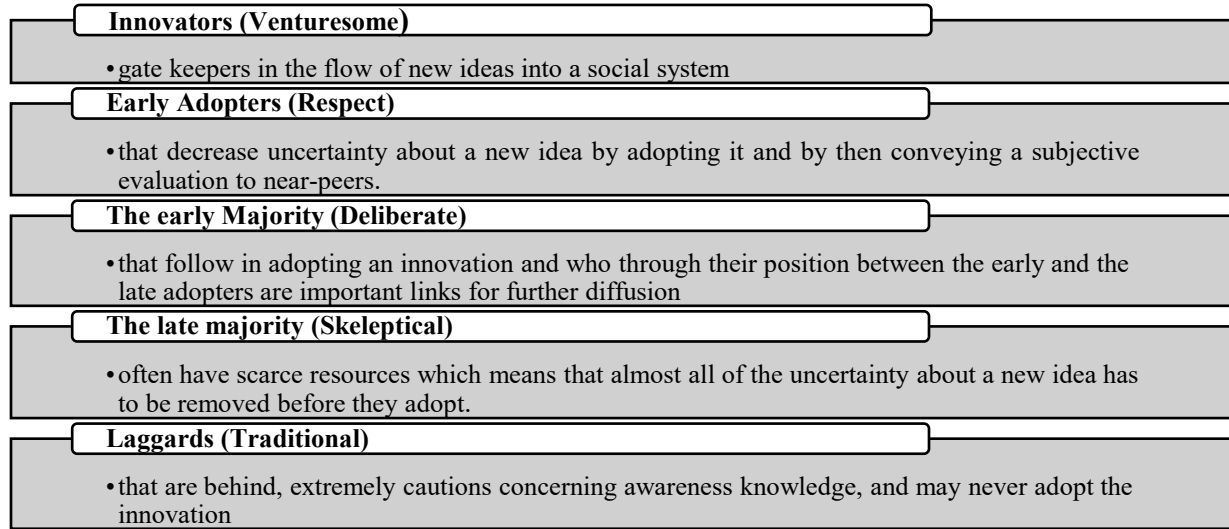 Innovators (Venturesome)
•gate keepers in the flow of new ideas into a social system
Early Adopters (Respect)
•that decrease uncertainty about a new idea by adopting it and by then conveying a subjective
evaluation to near-peers.
The early Majority (Deliberate)
•that follow in adopting an innovation and who through their position between the early and the
late adopters are important links for further diffusion
The late majority (Skeleptical)
•often have scarce resources which means that almost all of the uncertainty about a new idea has
to be removed before they adopt.
Laggards (Traditional)
•that are behind, extremely cautions concerning awareness knowledge, and may never adopt the
innovation